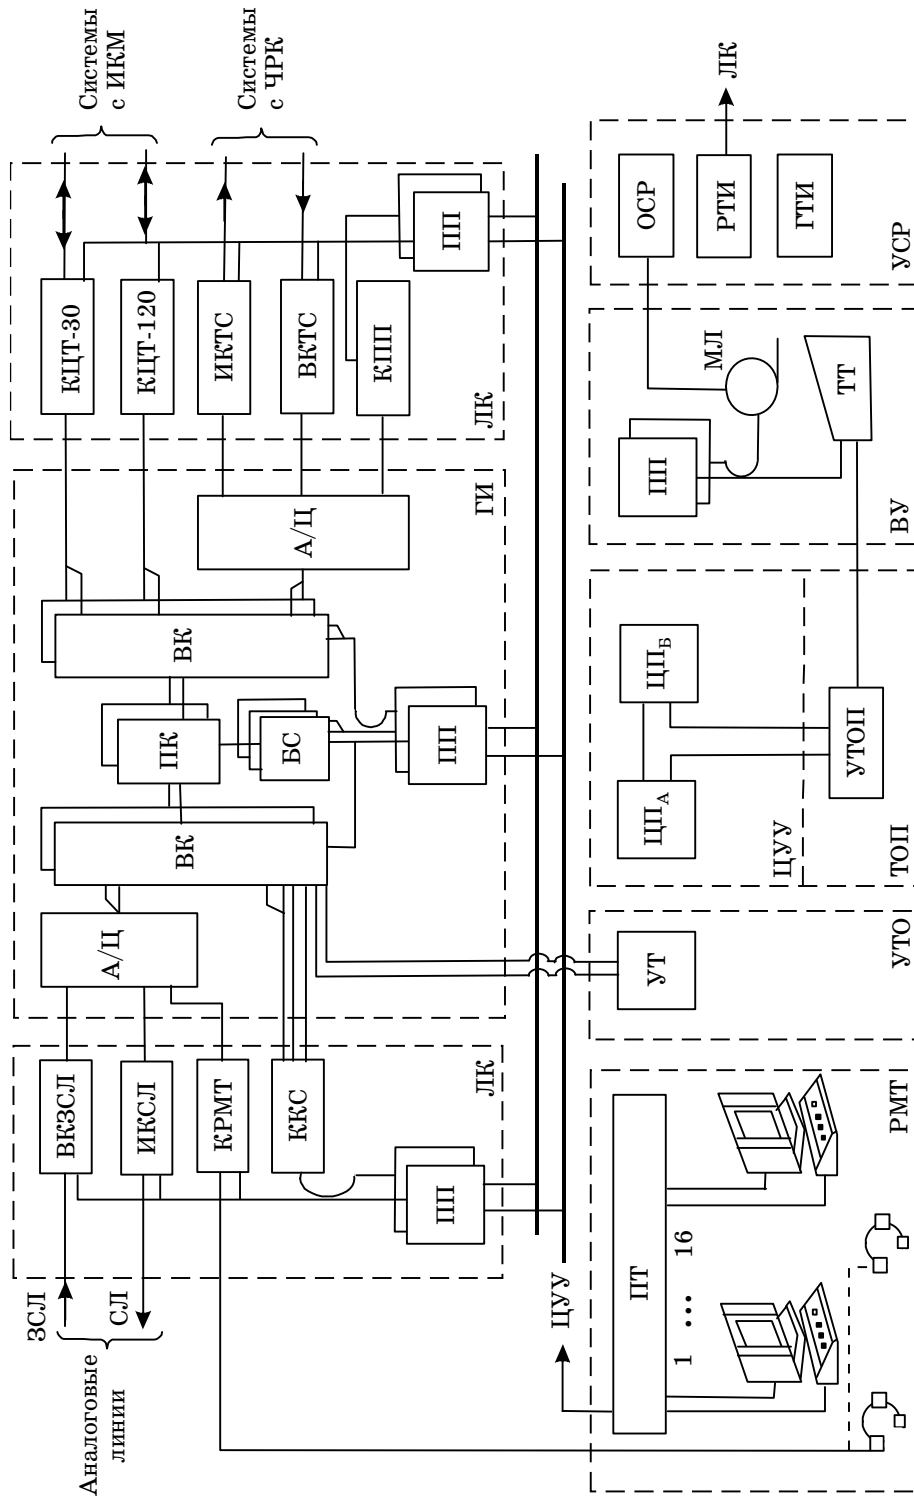 Аналоговые
линии
ЗСЛ
СЛ
ВКЗСЛ
ИКСЛ
КРМТ
ККС
ПП
ЛК
А/Ц
ВК
ПК
БС
ПП
ВК
А/Ц
ГИ
КЦТ-30
КЦТ-120
ИКТС
ВКТС
КПП
ПП
ЛК
Системы
с ИКМ
Системы
с ЧРК
ЦУУ
ПТ
1 ... 16
РМТ
УТ
УТО
ЦПА
ЦПБ
ЦУУ
УТОП
ТОП
ПП
МЛ
ТТ
ВУ
ОСР
РТИ
ГТИ
УСР
ЛК